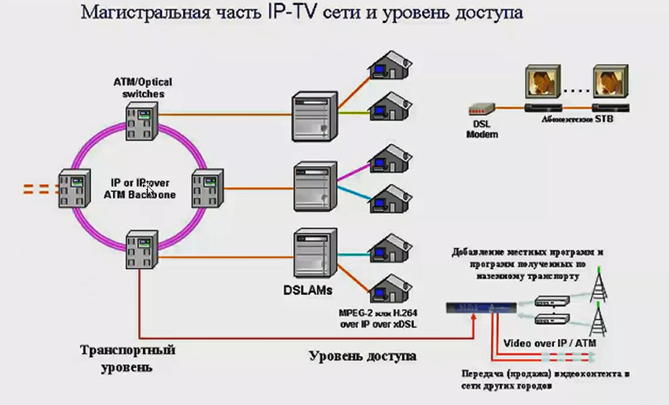 Магистральная часть IP-TV сети и уровень доступа
ATM/Optical
switches
IP or IP over
ATM Backbone
DSLAMs
MPEG-2 или H.264
over IP over xDSL
DSL
Modem
Абонентские STB
Добавление местных программ и
программ полученных по
наземному транспорту
Video over IP / ATM
Передача (продажа) видеоконтента в
сети других городов
Транспортный
уровень
Уровень доступа